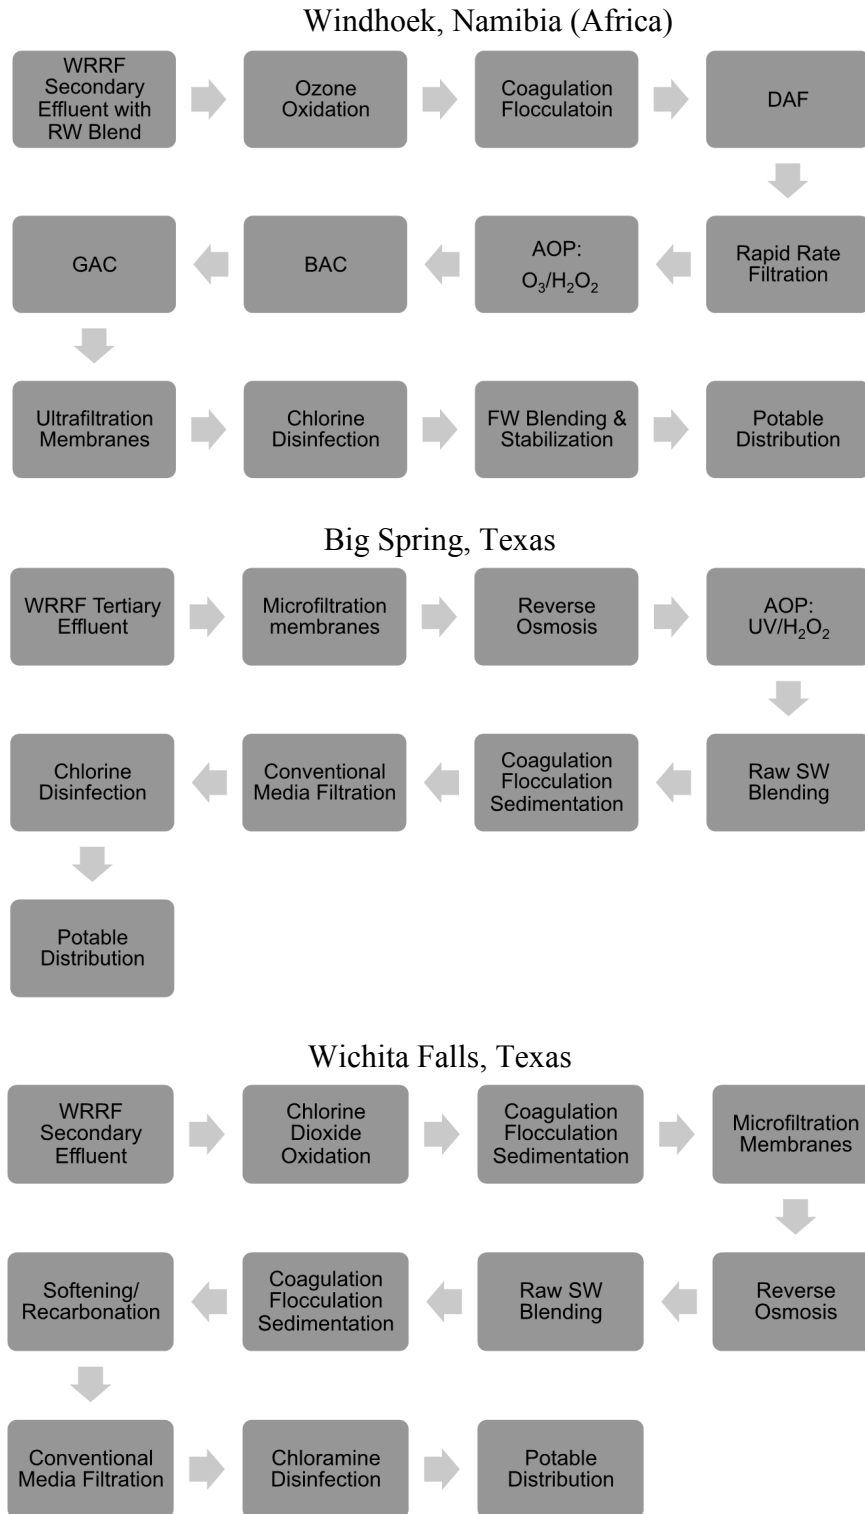 Windhoek, Namibia (Africa)
WRRF
Secondary
Effluent with
RW Blend
Ozone
Oxidation
Coagulation
Flocculatoin
DAF
Rapid Rate
Filtration
AOP:
O₃/H₂O₂
BAC
GAC
Ultrafiltration
Membranes
Chlorine
Disinfection
FW Blending &
Stabilization
Potable
Distribution
Big Spring, Texas
WRRF Tertiary
Effluent
Microfiltration
membranes
Reverse
Osmosis
AOP:
UV/H₂O₂
Raw SW
Blending
Coagulation
Flocculation
Sedimentation
Conventional
Media Filtration
Chlorine
Disinfection
Potable
Distribution
Wichita Falls, Texas
WRRF
Secondary
Effluent
Chlorine
Dioxide
Oxidation
Coagulation
Flocculation
Sedimentation
Microfiltration
Membranes
Reverse
Osmosis
Raw SW
Blending
Coagulation
Flocculation
Sedimentation
Softening/
Recarbonation
Conventional
Media Filtration
Chloramine
Disinfection
Potable
Distribution